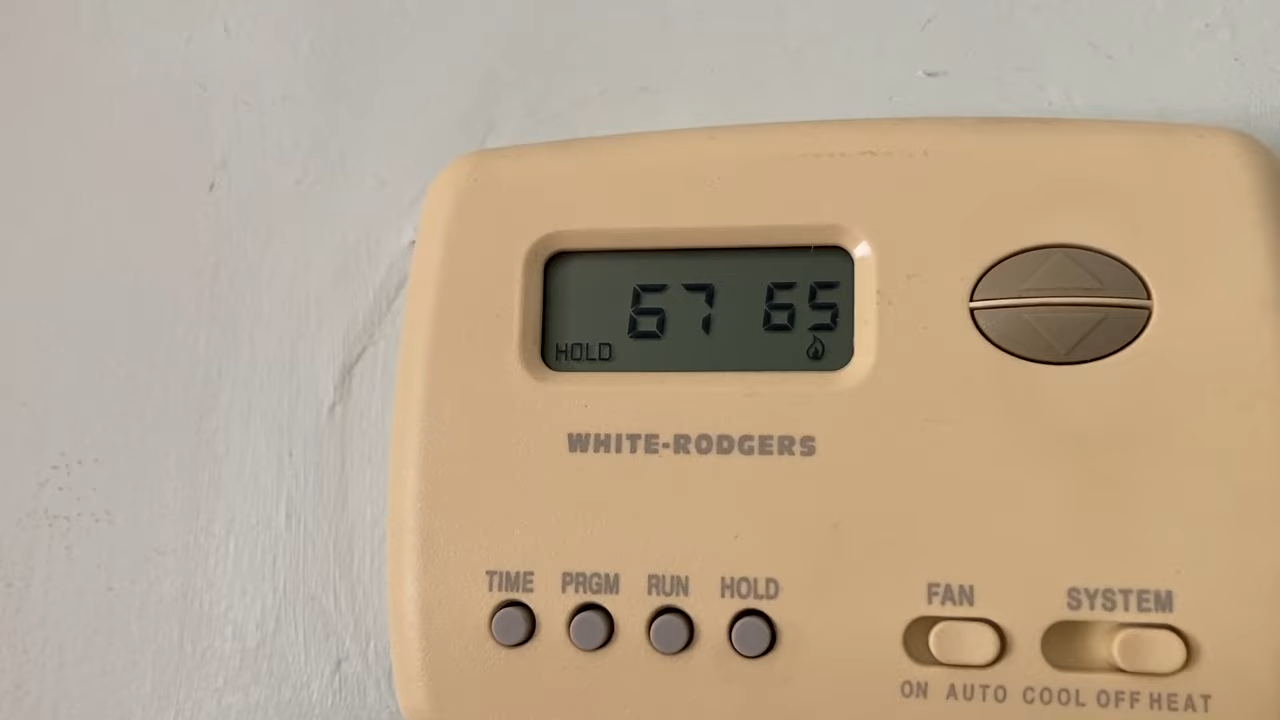 67 65
HOLD
WHITE-RODGERS
TIME PRGM RUN HOLD
FAN SYSTEM
ON AUTO COOL OFF HEAT